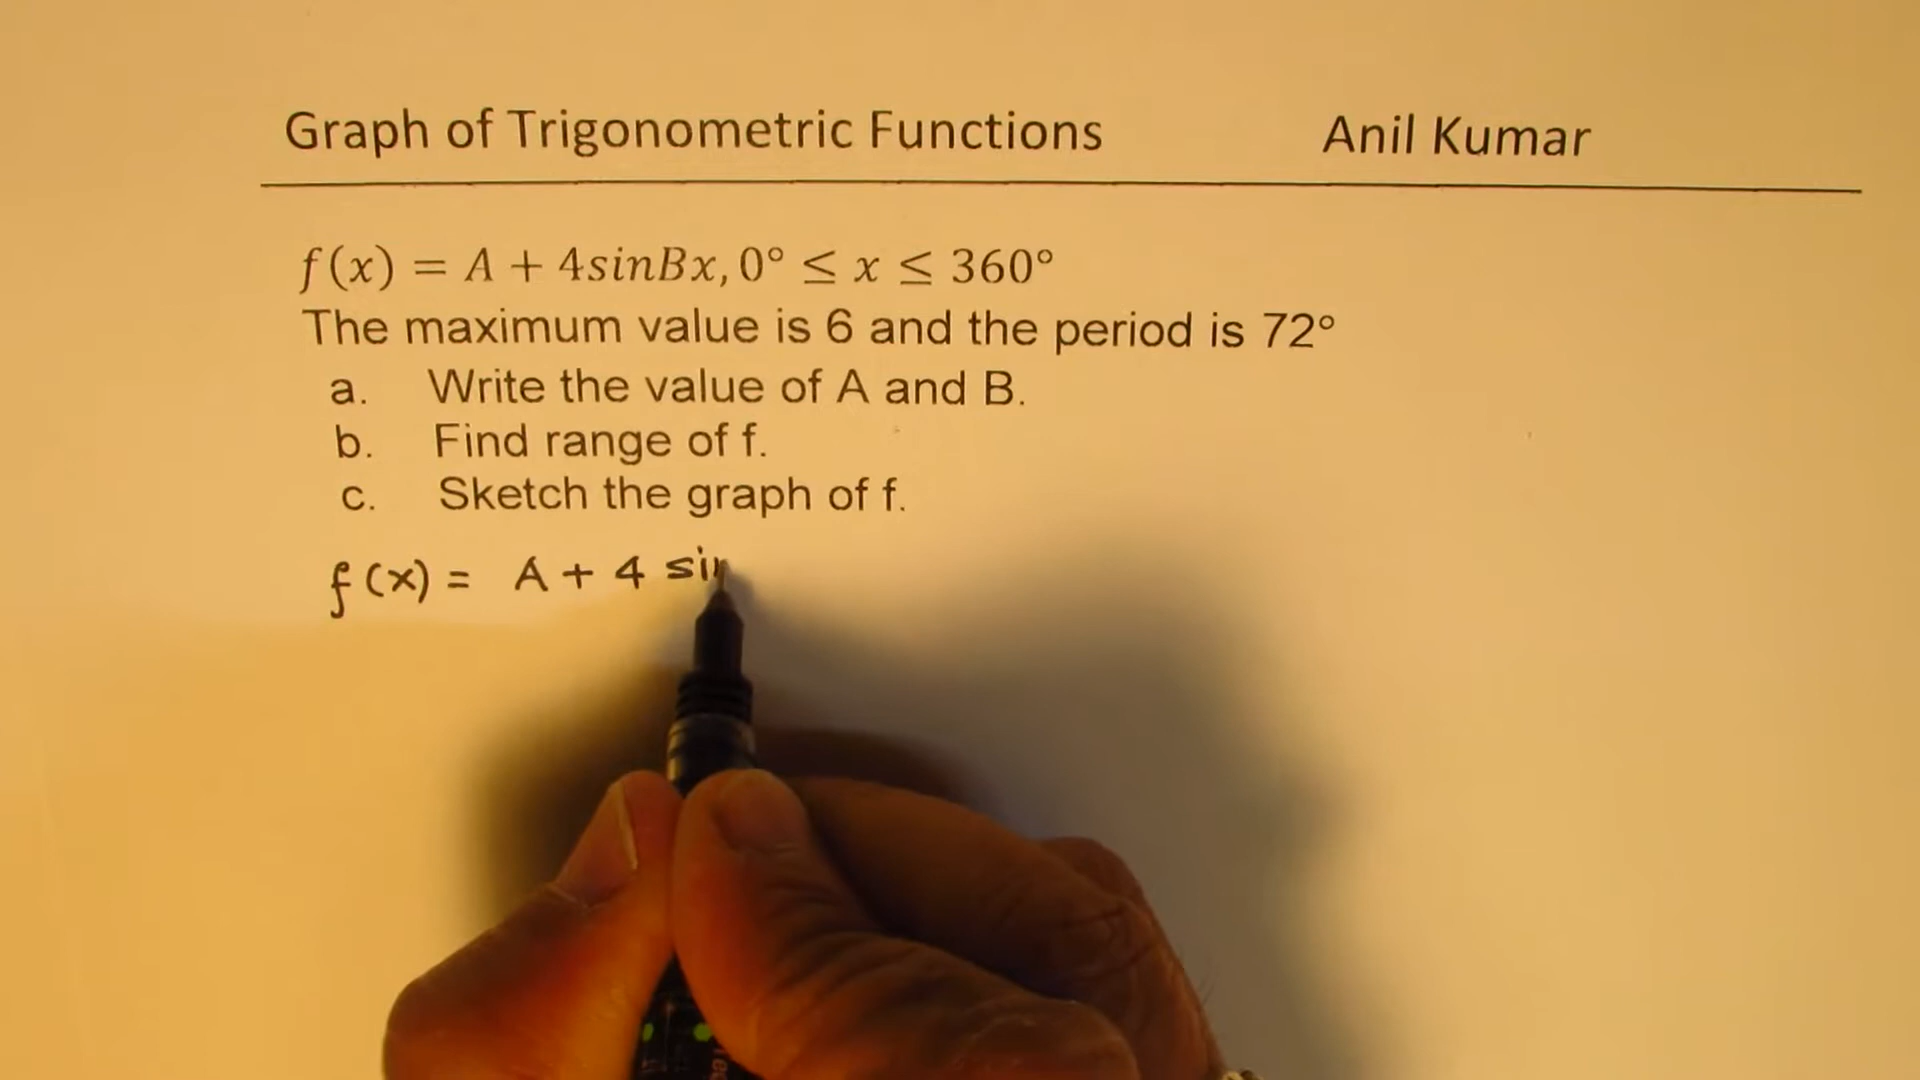 Graph of Trigonometric Functions Anil Kumar
f(x) = A + 4sinBx, 0° ≤ x ≤ 360°
The maximum value is 6 and the period is 72°
a. Write the value of A and B.
b. Find range of f.
c. Sketch the graph of f.
f(x) = A + 4 sin